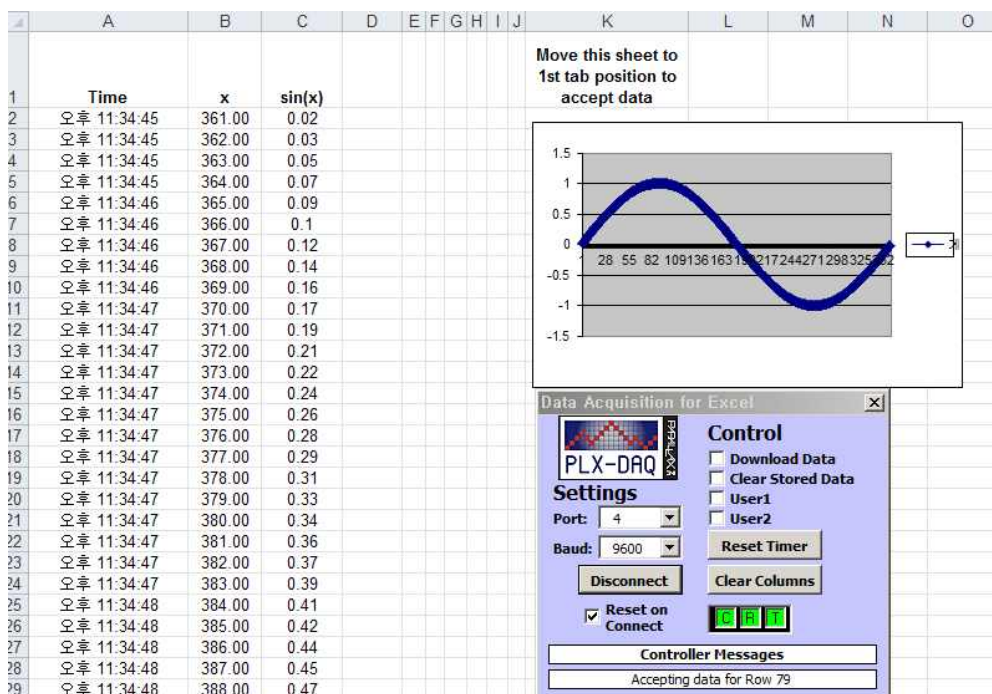 A B C D E F G H I J K L M N O
Move this sheet to
1st tab position to
accept data
1 Time x sin(x)
2 오후 11:34:45 361.00 0.02
3 오후 11:34:45 362.00 0.03
4 오후 11:34:45 363.00 0.05
5 오후 11:34:45 364.00 0.07
6 오후 11:34:46 365.00 0.09
7 오후 11:34:46 366.00 0.1
8 오후 11:34:46 367.00 0.12
9 오후 11:34:46 368.00 0.14
10 오후 11:34:46 369.00 0.16
11 오후 11:34:47 370.00 0.17
12 오후 11:34:47 371.00 0.19
13 오후 11:34:47 372.00 0.21
14 오후 11:34:47 373.00 0.22
15 오후 11:34:47 374.00 0.24
16 오후 11:34:47 375.00 0.26
17 오후 11:34:47 376.00 0.28
18 오후 11:34:47 377.00 0.29
19 오후 11:34:47 378.00 0.31
20 오후 11:34:47 379.00 0.33
21 오후 11:34:47 380.00 0.34
22 오후 11:34:47 381.00 0.36
23 오후 11:34:47 382.00 0.37
24 오후 11:34:47 383.00 0.39
25 오후 11:34:48 384.00 0.41
26 오후 11:34:48 385.00 0.42
27 오후 11:34:48 386.00 0.44
28 오후 11:34:48 387.00 0.45
29 오후 11:34:48 388.00 0.47
1.5
1
0.5
0
28 55 82 109 136 163 217 244 271 298 325
-0.5
-1
-1.5
Data Acquisition for Excel
PLX-DAQ
PARALLAX
Control
Download Data
Clear Stored Data
User1
User2
Settings
Port: 4
Baud: 9600
Reset Timer
Disconnect
Clear Columns
Reset on
Connect
C R T
Controller Messages
Accepting data for Row 79